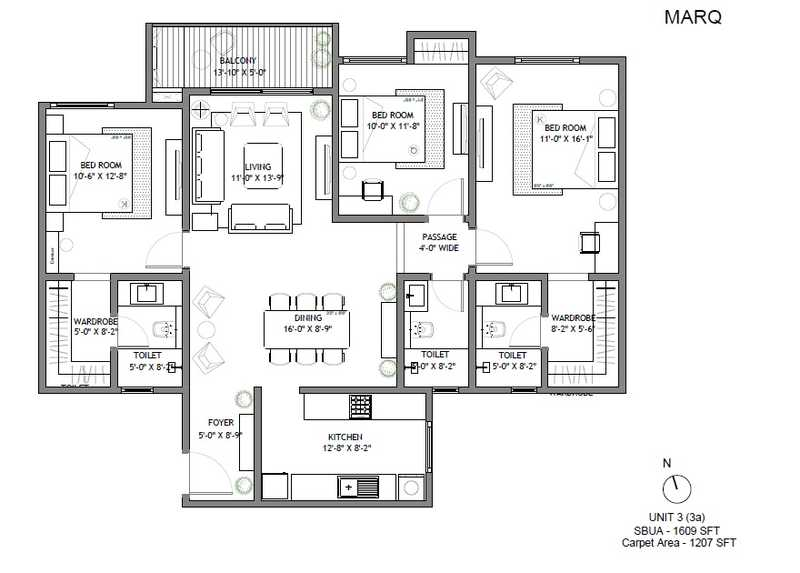 MARQ
BALCONY
13'-10" X 5'-0"
BED ROOM
10'-0" X 11'-8"
BED ROOM
11'-0" X 16'-1"
BED ROOM
10'-6" X 12'-8"
LIVING
11'-0" X 13'-9"
PASSAGE
4'-0" WIDE
DINING
16'-0" X 8'-9"
WARDROBE
5'-0" X 8'-2"
TOILET
5'-0" X 8'-2"
TOILET
5'-0" X 8'-2"
TOILET
5'-0" X 8'-2"
WARDROBE
8'-2" X 5'-6"
TOILET
WARDROBE
FOYER
5'-0" X 8'-9"
KITCHEN
12'-8" X 8'-2"
N
UNIT 3 (3a)
SBUA - 1609 SFT
Carpet Area - 1207 SFT